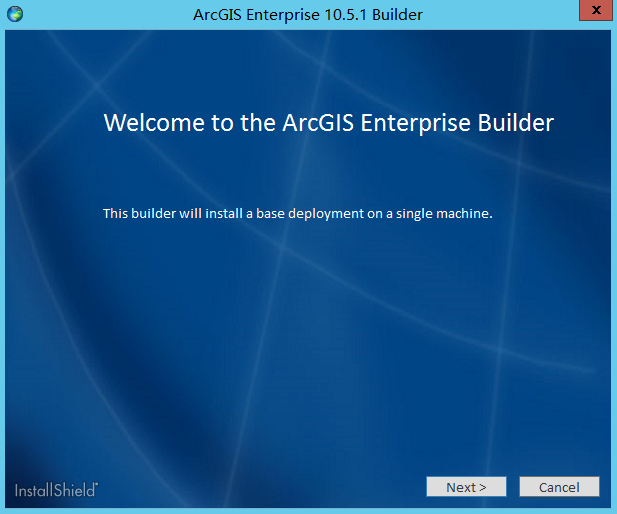 ArcGIS Enterprise 10.5.1 Builder
x
Welcome to the ArcGIS Enterprise Builder
This builder will install a base deployment on a single machine.
InstallShield
Next >
Cancel